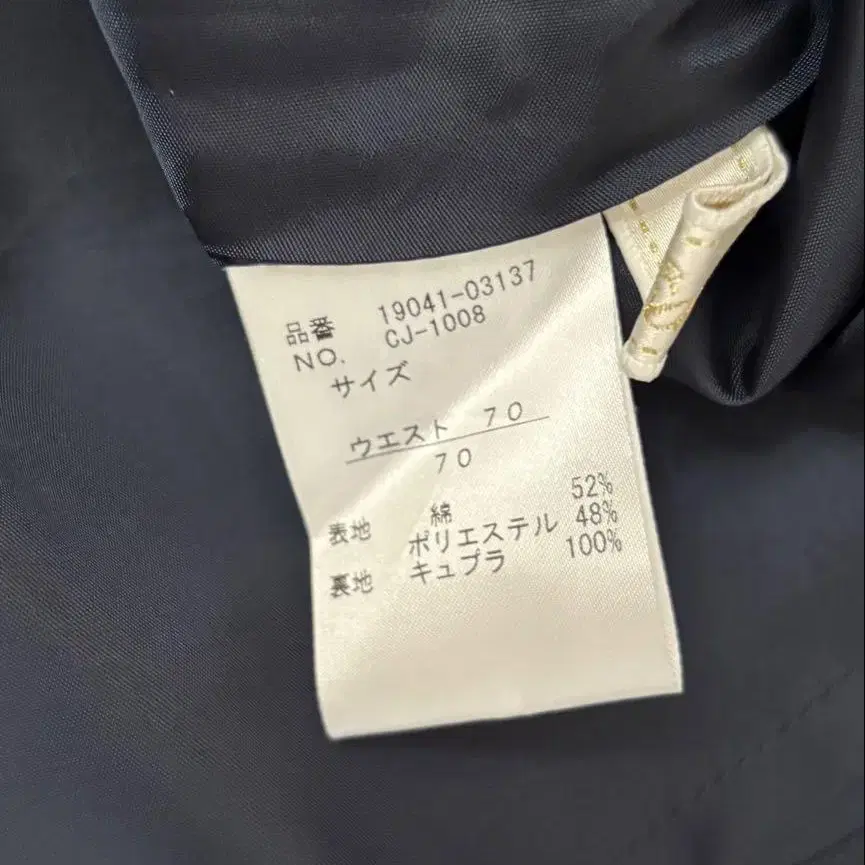 品番 19041-03137
NO. CJ-1008
サイズ
ウエスト 70
70
表地 綿 52%
ポリエステル 48%
裏地 キュプラ 100%